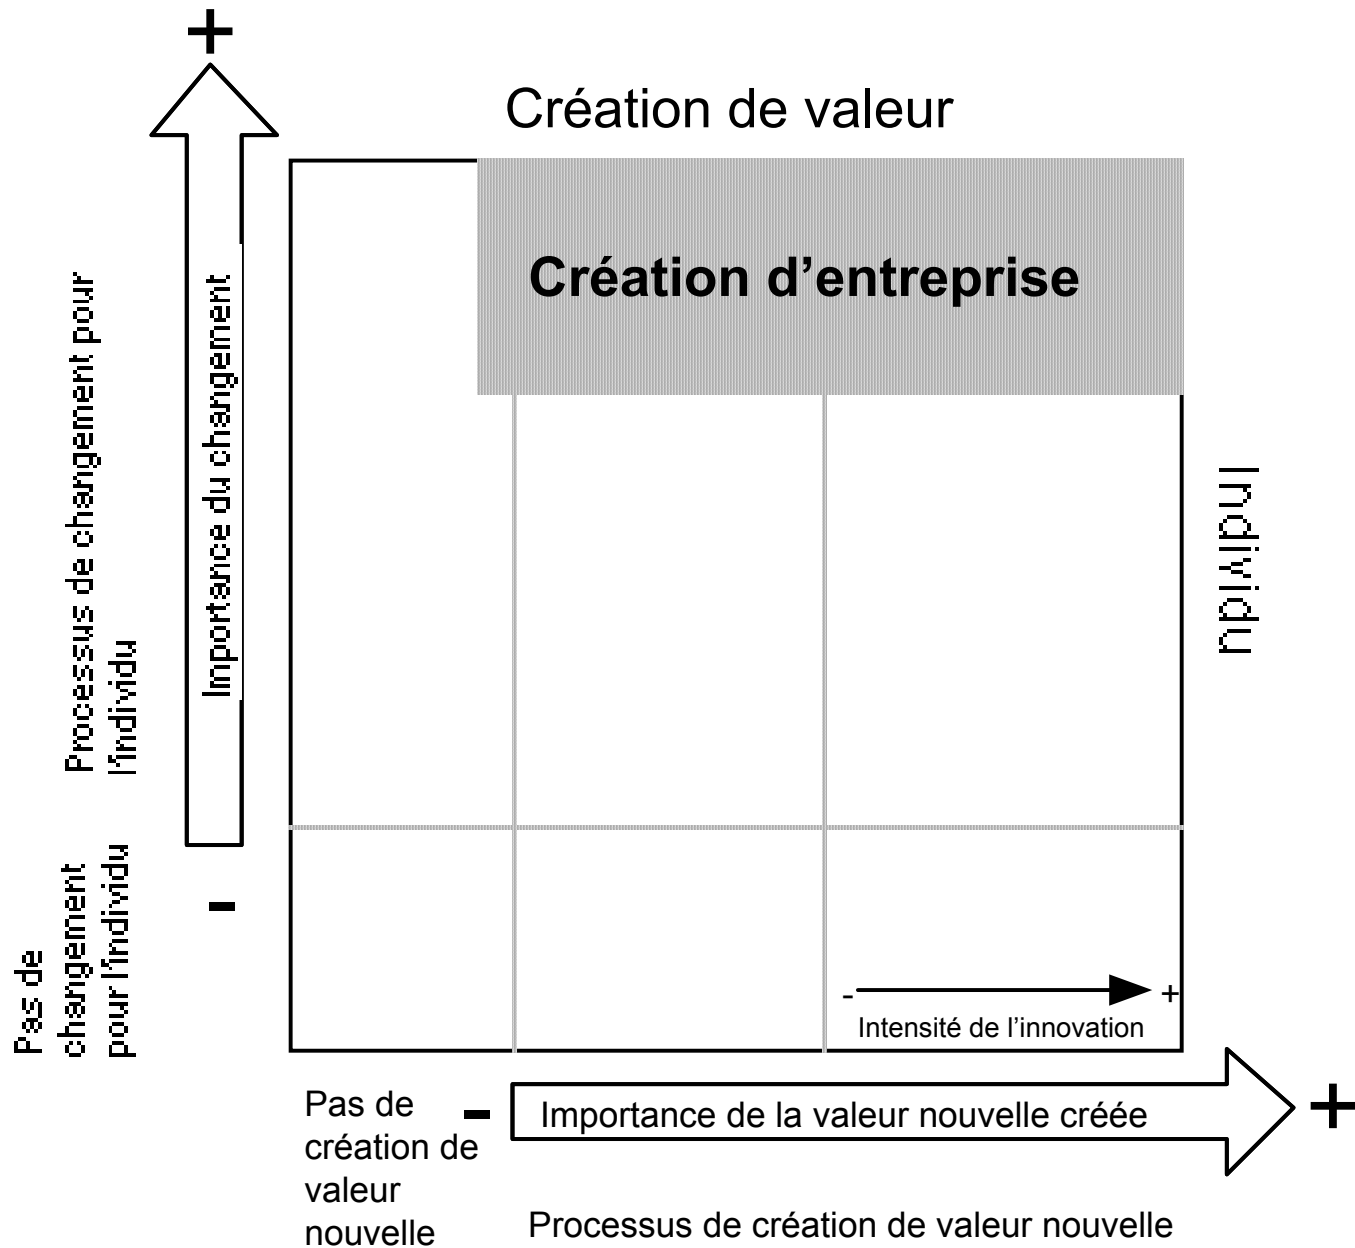 +
Création de valeur
Création d’entreprise
Importance du changement
Processus de changement pour
l'individu
Individu
-
Pas de
changement
pour l'individu
- +
Intensité de l’innovation
Pas de
création de
valeur
nouvelle
-
Importance de la valeur nouvelle créée
+
Processus de création de valeur nouvelle